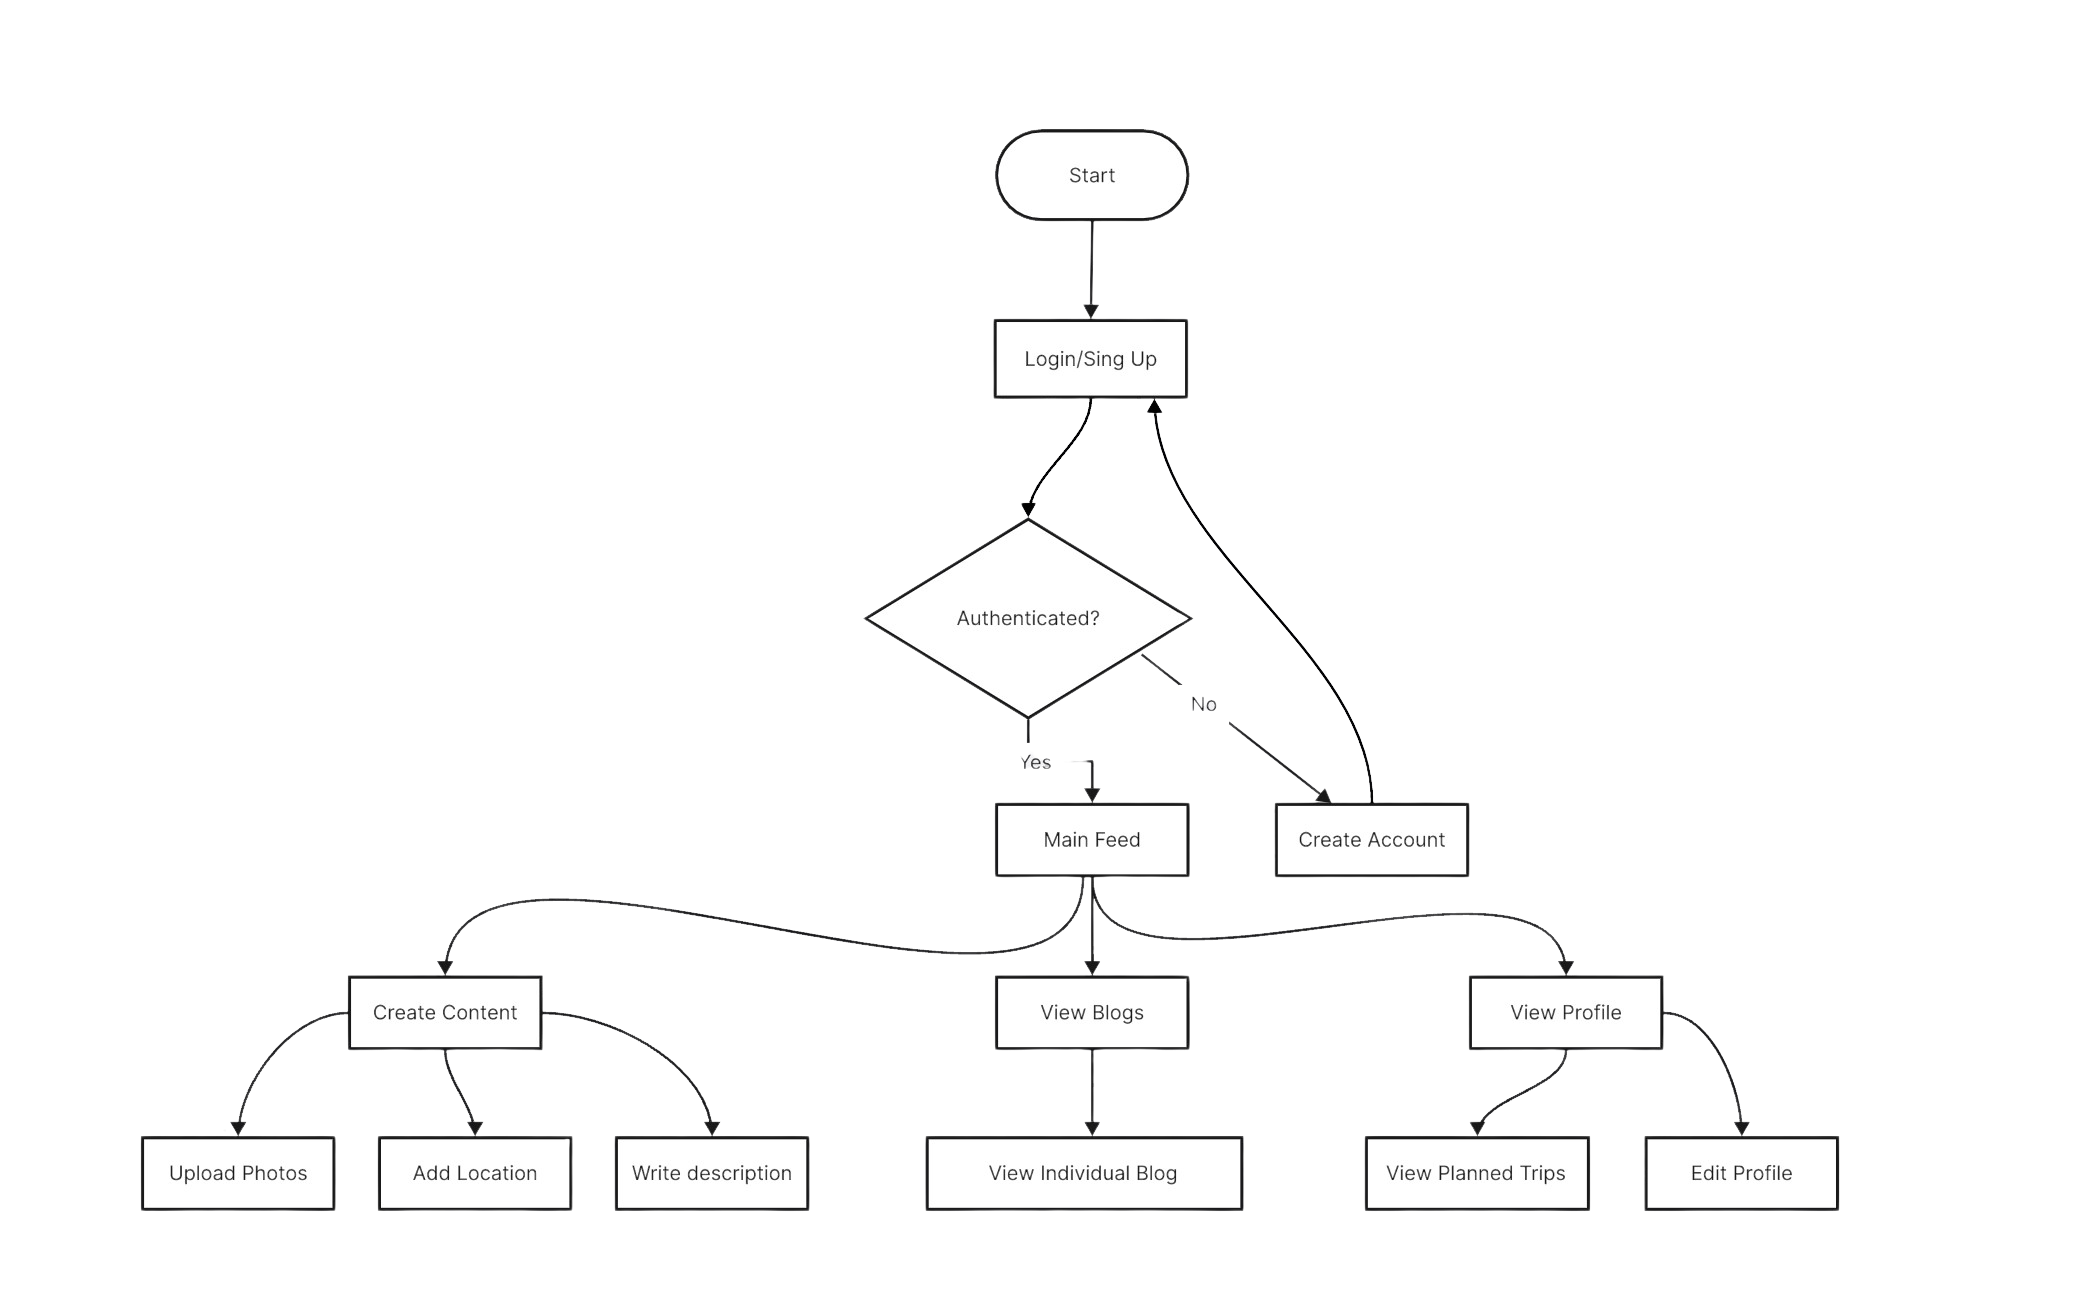 Start
Login/Sing Up
Authenticated?
No
Yes
Main Feed
Create Account
Create Content
View Blogs
View Profile
Upload Photos
Add Location
Write description
View Individual Blog
View Planned Trips
Edit Profile